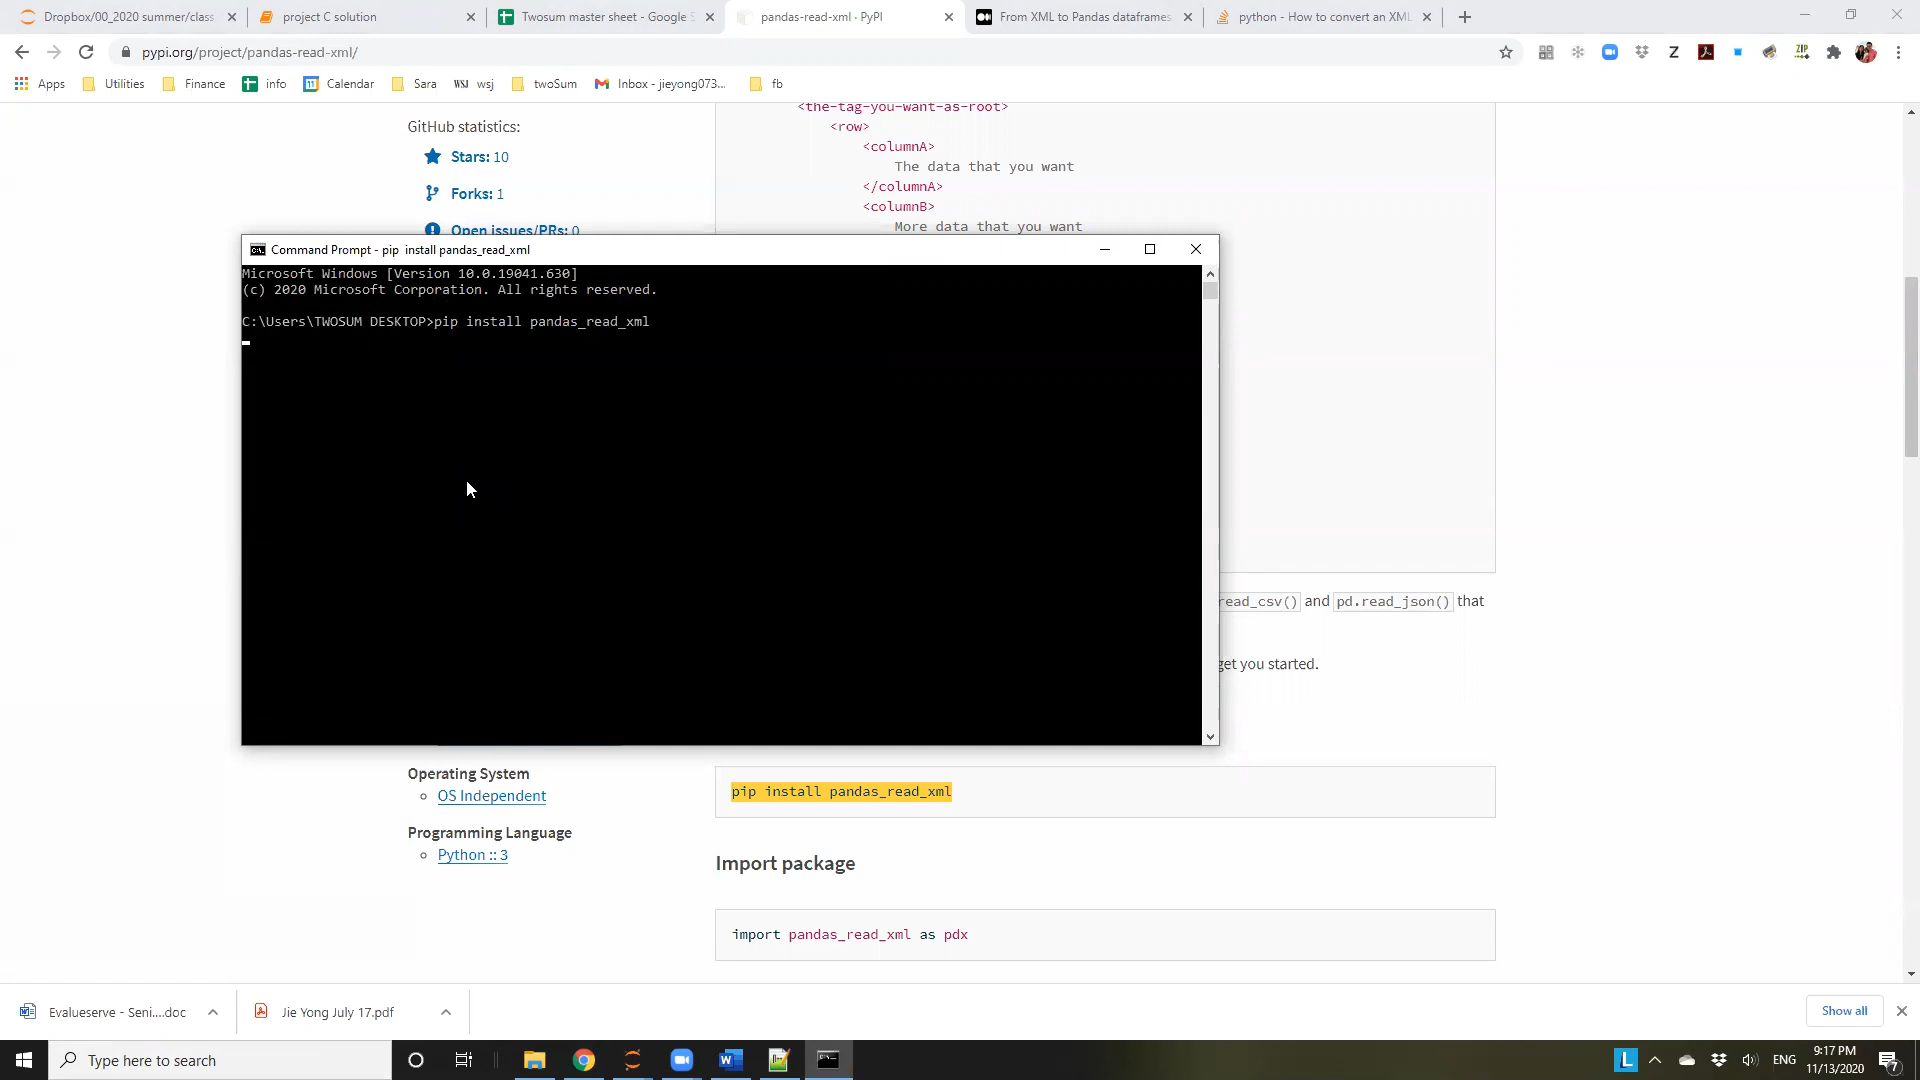 Dropbox/00_2020 summer/class
project C solution
Twosum master sheet - Google S
pandas-read-xml · PyPI
From XML to Pandas dataframes
python - How to convert an XML
pypi.org/project/pandas-read-xml/
Apps
Utilities
Finance
info
Calendar
Sara
WSJ wsj
twoSum
Inbox - jieyong073...
fb
GitHub statistics:
Stars: 10
Forks: 1
Open issues/PRs: 0
<the-tag-you-want-as-root>
<row>
<columnA>
The data that you want
</columnA>
<columnB>
More data that you want
Command Prompt - pip  install pandas_read_xml
Microsoft Windows [Version 10.0.19041.630]
(c) 2020 Microsoft Corporation. All rights reserved.
C:\Users\TWOSUM DESKTOP>pip install pandas_read_xml
read_csv() and pd.read_json() that
get you started.
Operating System
OS Independent
Programming Language
Python :: 3
pip install pandas_read_xml
Import package
import pandas_read_xml as pdx
Evalueserve - Seni....doc
Jie Yong July 17.pdf
Show all
Type here to search
ENG
9:17 PM
11/13/2020
7